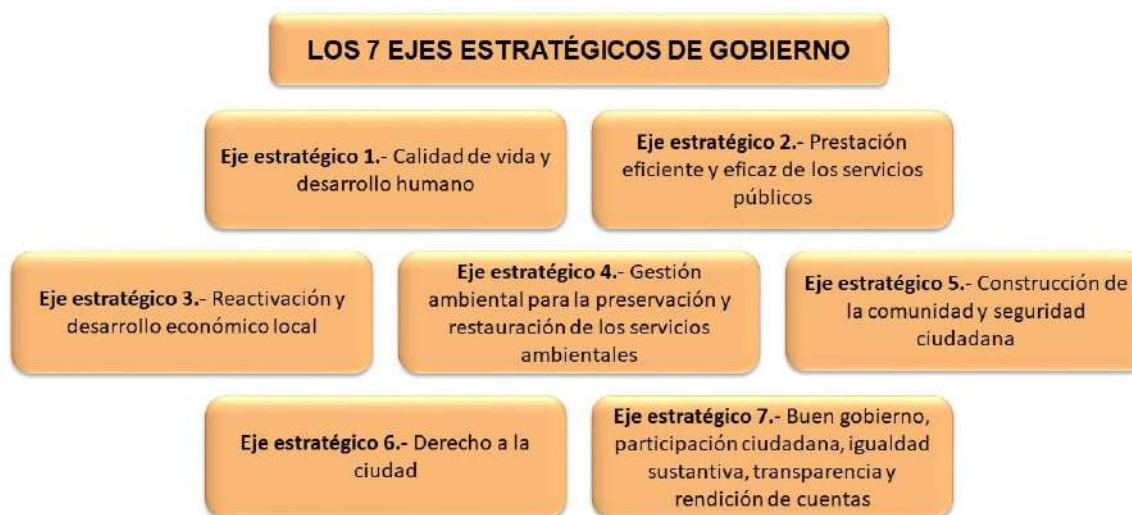 LOS 7 EJES ESTRATÉGICOS DE GOBIERNO
Eje estratégico 1.- Calidad de vida y
desarrollo humano
Eje estratégico 2.- Prestación
eficiente y eficaz de los servicios
públicos
Eje estratégico 3.- Reactivación y
desarrollo económico local
Eje estratégico 4.- Gestión
ambiental para la preservación y
restauración de los servicios
ambientales
Eje estratégico 5.- Construcción de
la comunidad y seguridad
ciudadana
Eje estratégico 6.- Derecho a la
ciudad
Eje estratégico 7.- Buen gobierno,
participación ciudadana, igualdad
sustantiva, transparencia y
rendición de cuentas